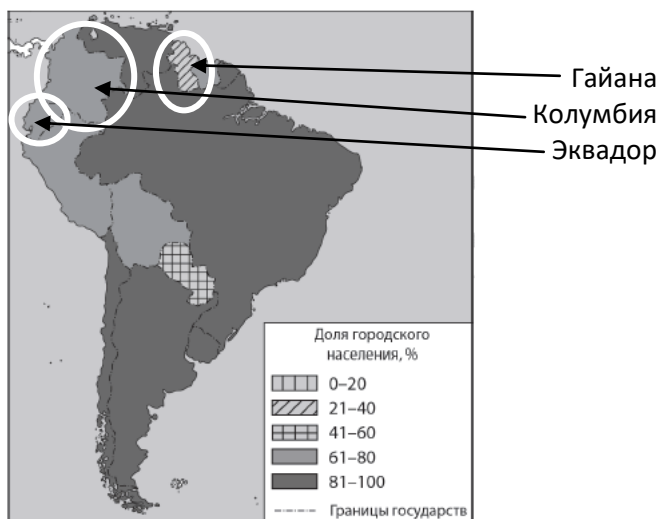 Гайана
Колумбия
Эквадор
Доля городского
населения, %
0–20
21–40
41–60
61–80
81–100
Границы государств